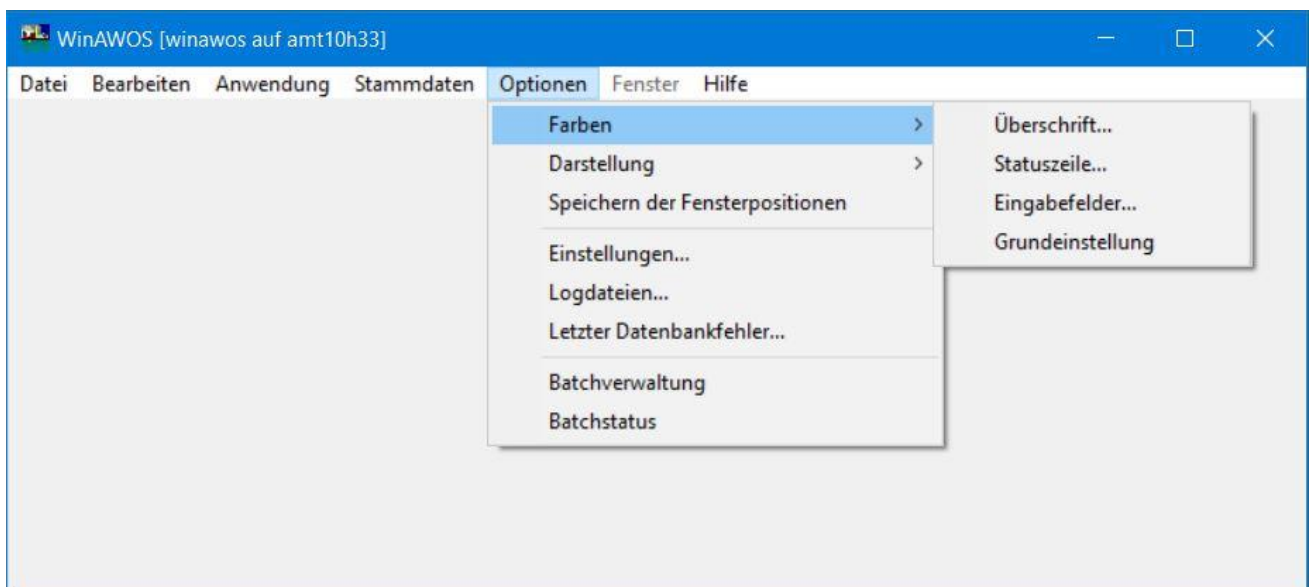 WinAWOS [winawos auf amt10h33]
Datei Bearbeiten Anwendung Stammdaten Optionen Fenster Hilfe
Farben
Darstellung
Speichern der Fensterpositionen
Einstellungen...
Logdateien...
Letzter Datenbankfehler...
Batchverwaltung
Batchstatus
Überschrift...
Statuszeile...
Eingabefelder...
Grundeinstellung